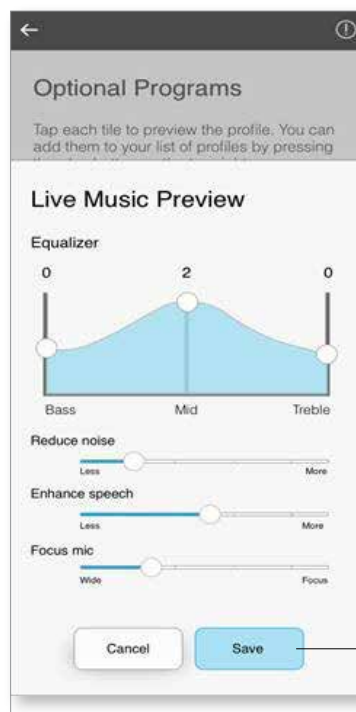 Optional Programs
Tap each tile to preview the profile. You can
add them to your list of profiles by pressing
Live Music Preview
Equalizer
0 2 0
Bass Mid Treble
Reduce noise
Less More
Enhance speech
Less More
Focus mic
Wide Focus
Cancel Save